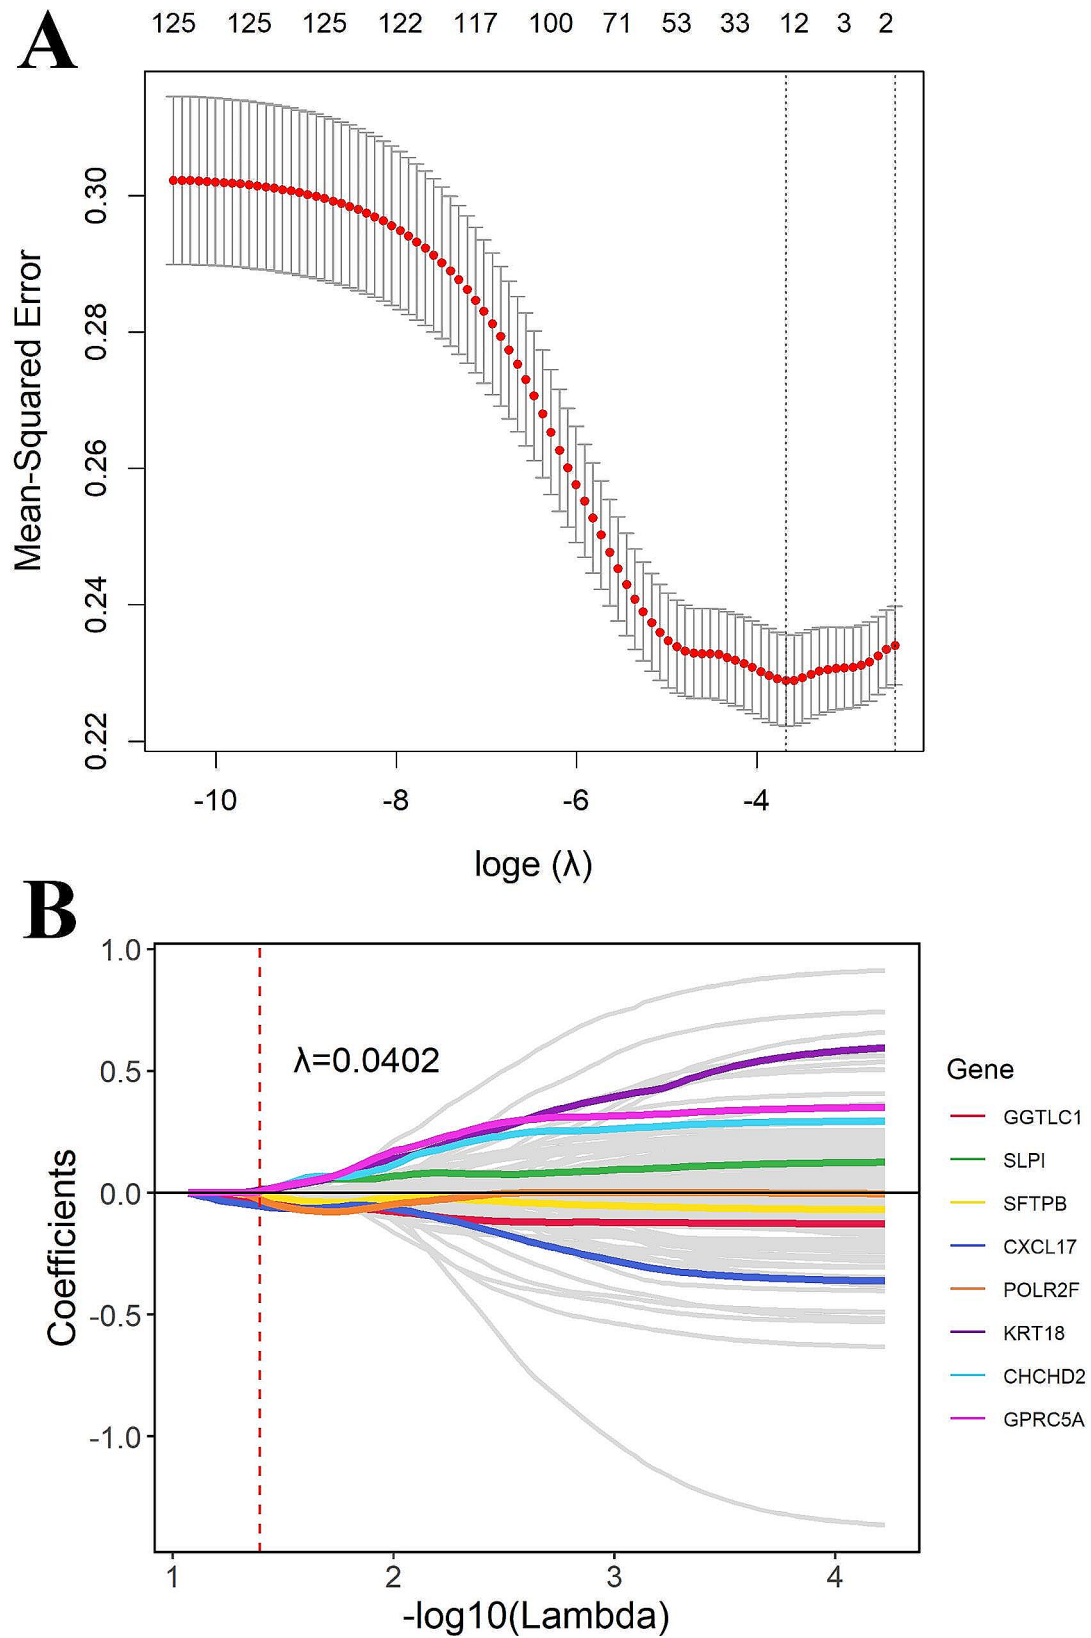 A
125 125 125 122 117 100 71 53 33 12 3 2
Mean-Squared Error
0.30
0.28
0.26
0.24
0.22
-10 -8 -6 -4
loge (λ)
B
Coefficients
1.0
0.5
0.0
-0.5
-1.0
λ=0.0402
Gene
GGTLC1
SLPI
SFTPB
CXCL17
POLR2F
KRT18
CHCHD2
GPRC5A
1 2 3 4
-log10(Lambda)